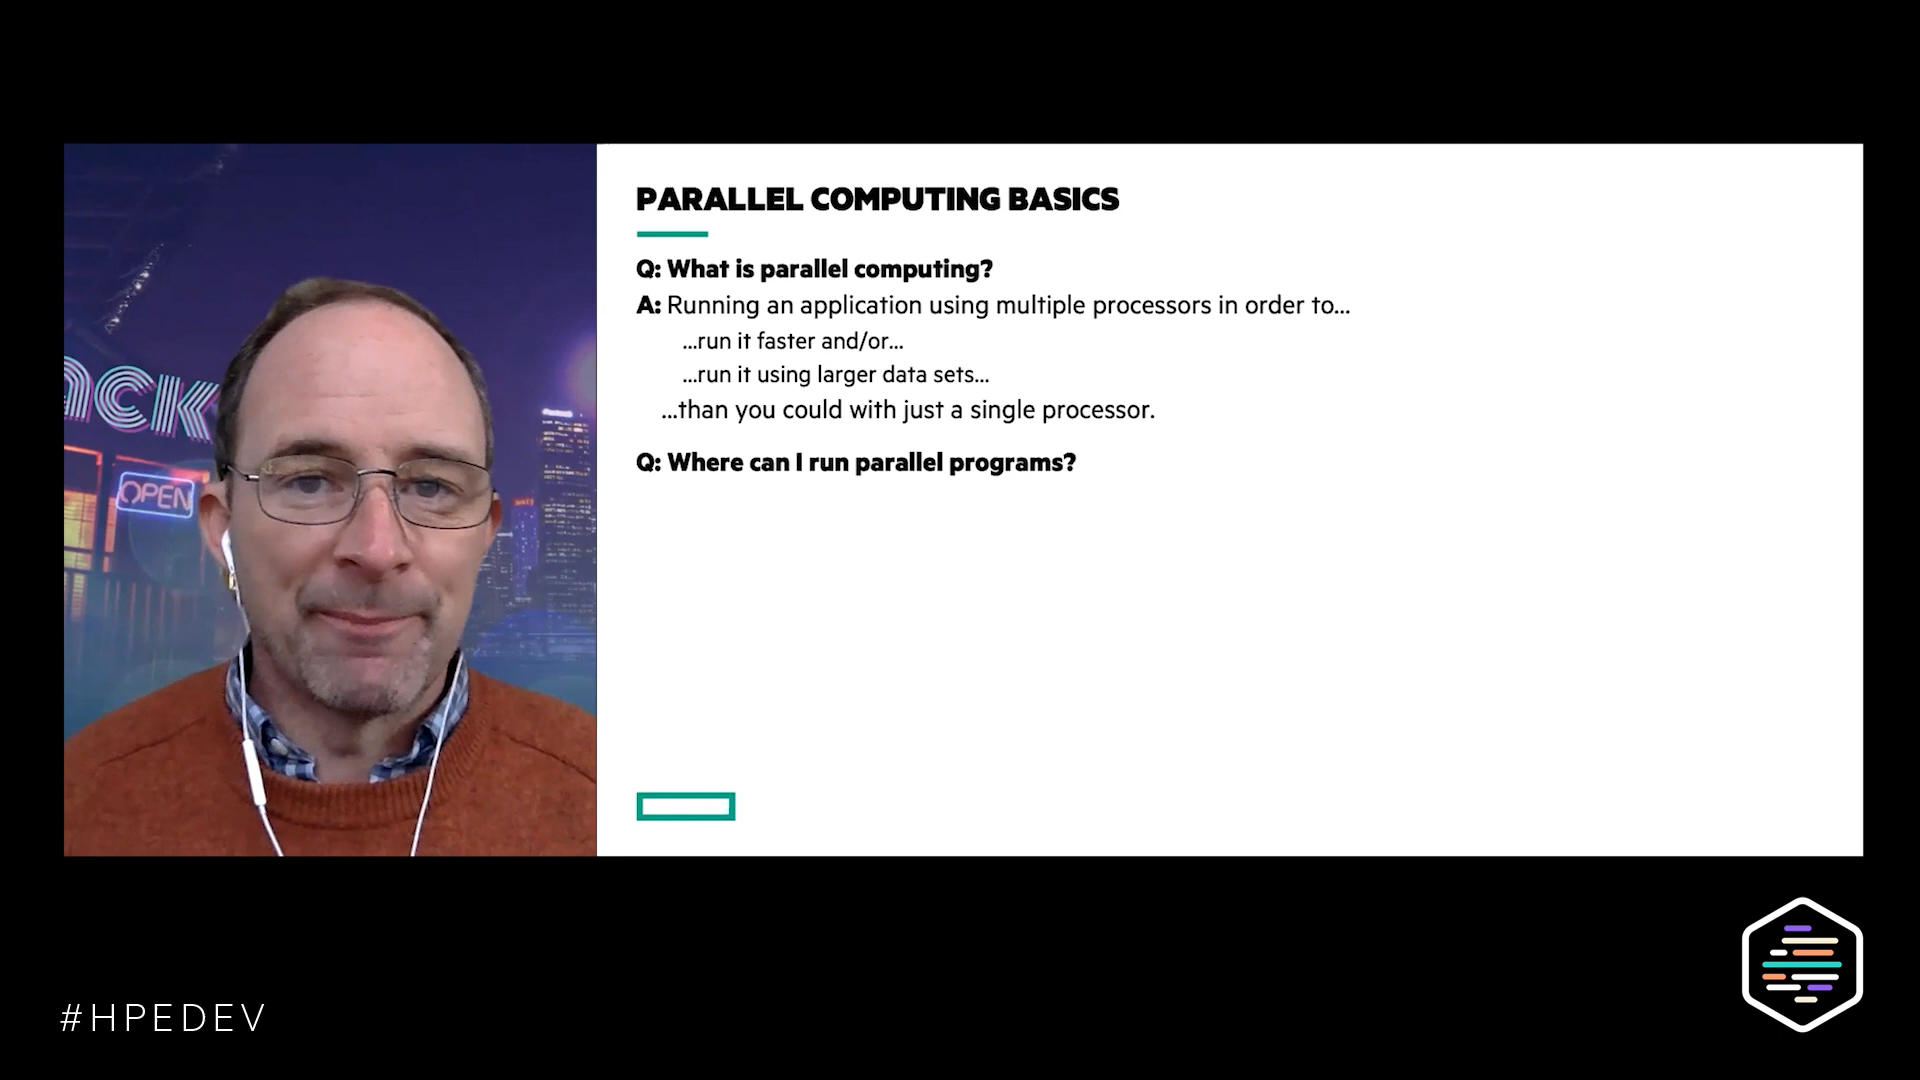 PARALLEL COMPUTING BASICS
Q: What is parallel computing?
A: Running an application using multiple processors in order to...
...run it faster and/or...
...run it using larger data sets...
...than you could with just a single processor.
Q: Where can I run parallel programs?
ACK
OPEN
#HPEDEV